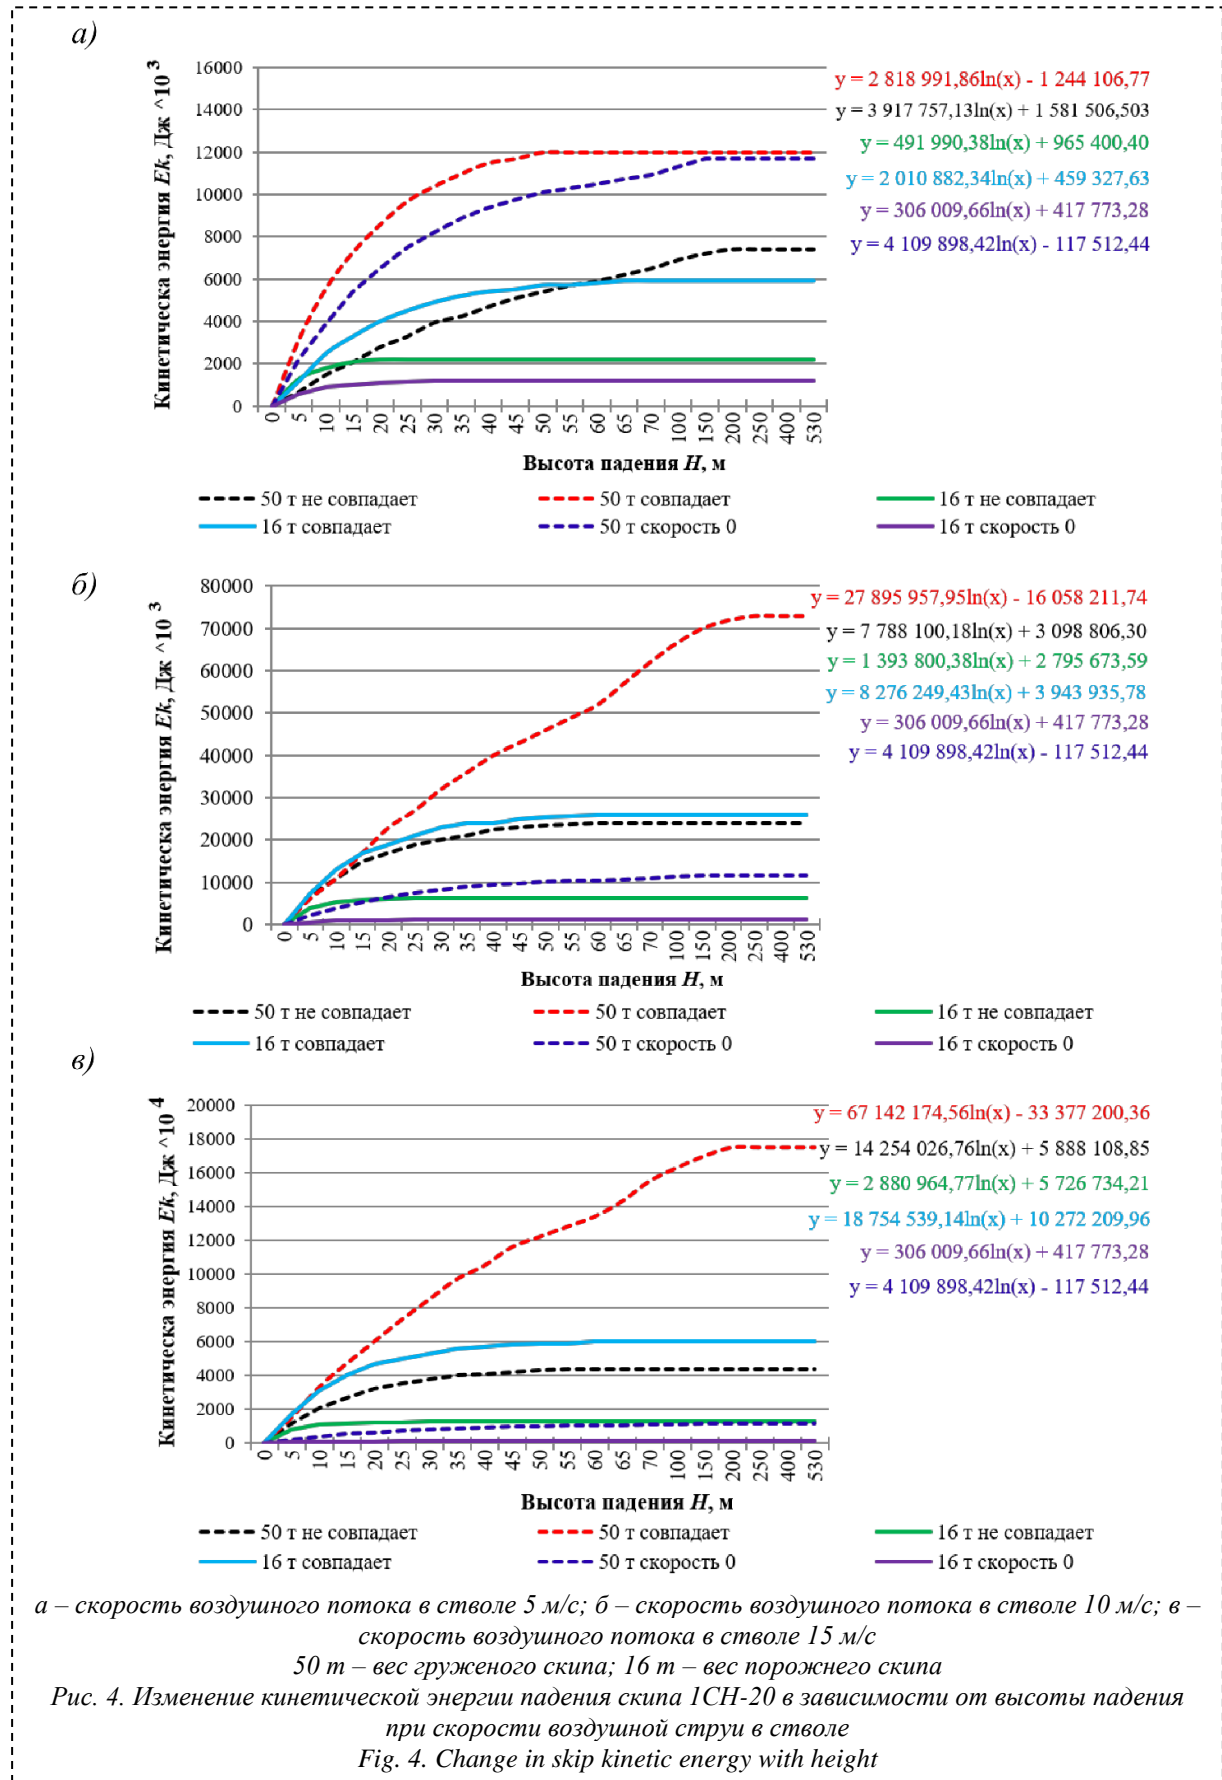 а)
Кинетическа энергия Ek, Дж ^10 3
16000
14000
12000
10000
8000
6000
4000
2000
0
y = 2 818 991,86ln(x) - 1 244 106,77
y = 3 917 757,13ln(x) + 1 581 506,503
y = 491 990,38ln(x) + 965 400,40
y = 2 010 882,34ln(x) + 459 327,63
y = 306 009,66ln(x) + 417 773,28
y = 4 109 898,42ln(x) - 117 512,44
0 5 10 15 20 25 30 35 40 45 50 55 60 65 70 100 150 200 250 400 530
Высота падения H, м
50 т не совпадает 50 т совпадает 16 т не совпадает
16 т совпадает 50 т скорость 0 16 т скорость 0
б)
Кинетическа энергия Ek, Дж ^10 3
80000
70000
60000
50000
40000
30000
20000
10000
0
y = 27 895 957,95ln(x) - 16 058 211,74
y = 7 788 100,18ln(x) + 3 098 806,30
y = 1 393 800,38ln(x) + 2 795 673,59
y = 8 276 249,43ln(x) + 3 943 935,78
y = 306 009,66ln(x) + 417 773,28
y = 4 109 898,42ln(x) - 117 512,44
0 5 10 15 20 25 30 35 40 45 50 55 60 65 70 100 150 200 250 400 530
Высота падения H, м
50 т не совпадает 50 т совпадает 16 т не совпадает
16 т совпадает 50 т скорость 0 16 т скорость 0
в)
Кинетическа энергия Ek, Дж ^10 4
20000
18000
16000
14000
12000
10000
8000
6000
4000
2000
0
y = 67 142 174,56ln(x) - 33 377 200,36
y = 14 254 026,76ln(x) + 5 888 108,85
y = 2 880 964,77ln(x) + 5 726 734,21
y = 18 754 539,14ln(x) + 10 272 209,96
y = 306 009,66ln(x) + 417 773,28
y = 4 109 898,42ln(x) - 117 512,44
0 5 10 15 20 25 30 35 40 45 50 55 60 65 70 100 150 200 250 400 530
Высота падения H, м
50 т не совпадает 50 т совпадает 16 т не совпадает
16 т совпадает 50 т скорость 0 16 т скорость 0
а – скорость воздушного потока в стволе 5 м/с; б – скорость воздушного потока в стволе 10 м/с; в –
скорость воздушного потока в стволе 15 м/с
50 т – вес груженого скипа; 16 т – вес порожнего скипа
Рис. 4. Изменение кинетической энергии падения скипа 1СН-20 в зависимости от высоты падения
при скорости воздушной струи в стволе
Fig. 4. Change in skip kinetic energy with height